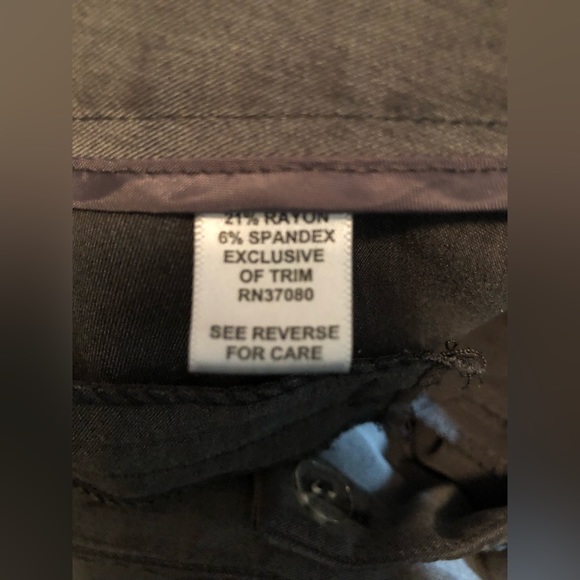 21% RAYON
6% SPANDEX
EXCLUSIVE
OF TRIM
RN37080
SEE REVERSE
FOR CARE